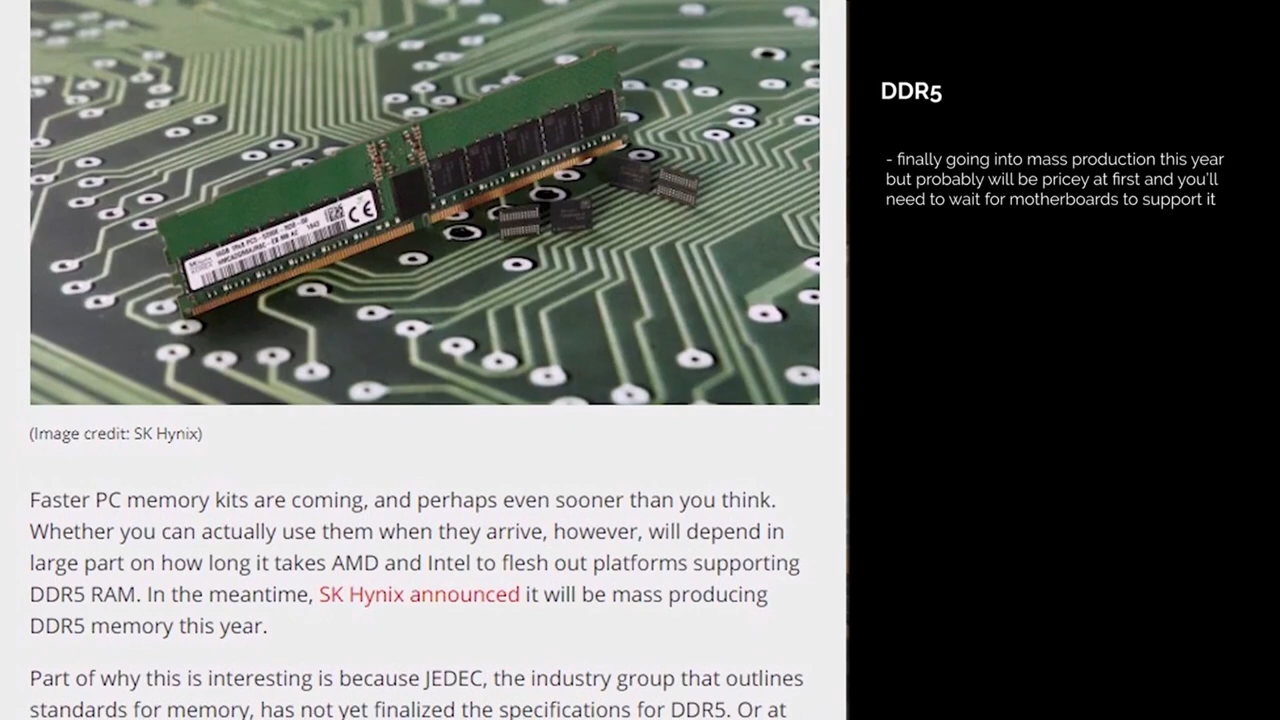 (Image credit: SK Hynix)
Faster PC memory kits are coming, and perhaps even sooner than you think.
Whether you can actually use them when they arrive, however, will depend in
large part on how long it takes AMD and Intel to flesh out platforms supporting
DDR5 RAM. In the meantime, SK Hynix announced it will be mass producing
DDR5 memory this year.
Part of why this is interesting is because JEDEC, the industry group that outlines
standards for memory, has not yet finalized the specifications for DDR5. Or at
DDR5
- finally going into mass production this year
but probably will be pricey at first and you'll
need to wait for motherboards to support it